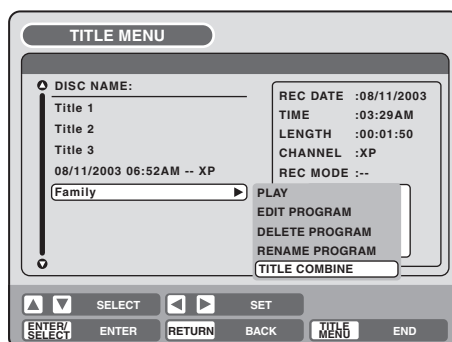 TITLE MENU
DISC NAME:
Title 1
Title 2
Title 3
08/11/2003 06:52AM -- XP
Family
REC DATE :08/11/2003
TIME :03:29AM
LENGTH :00:01:50
CHANNEL :XP
REC MODE :--
PLAY
EDIT PROGRAM
DELETE PROGRAM
RENAME PROGRAM
TITLE COMBINE
SELECT SET
ENTER/SELECT ENTER RETURN BACK TITLE MENU END